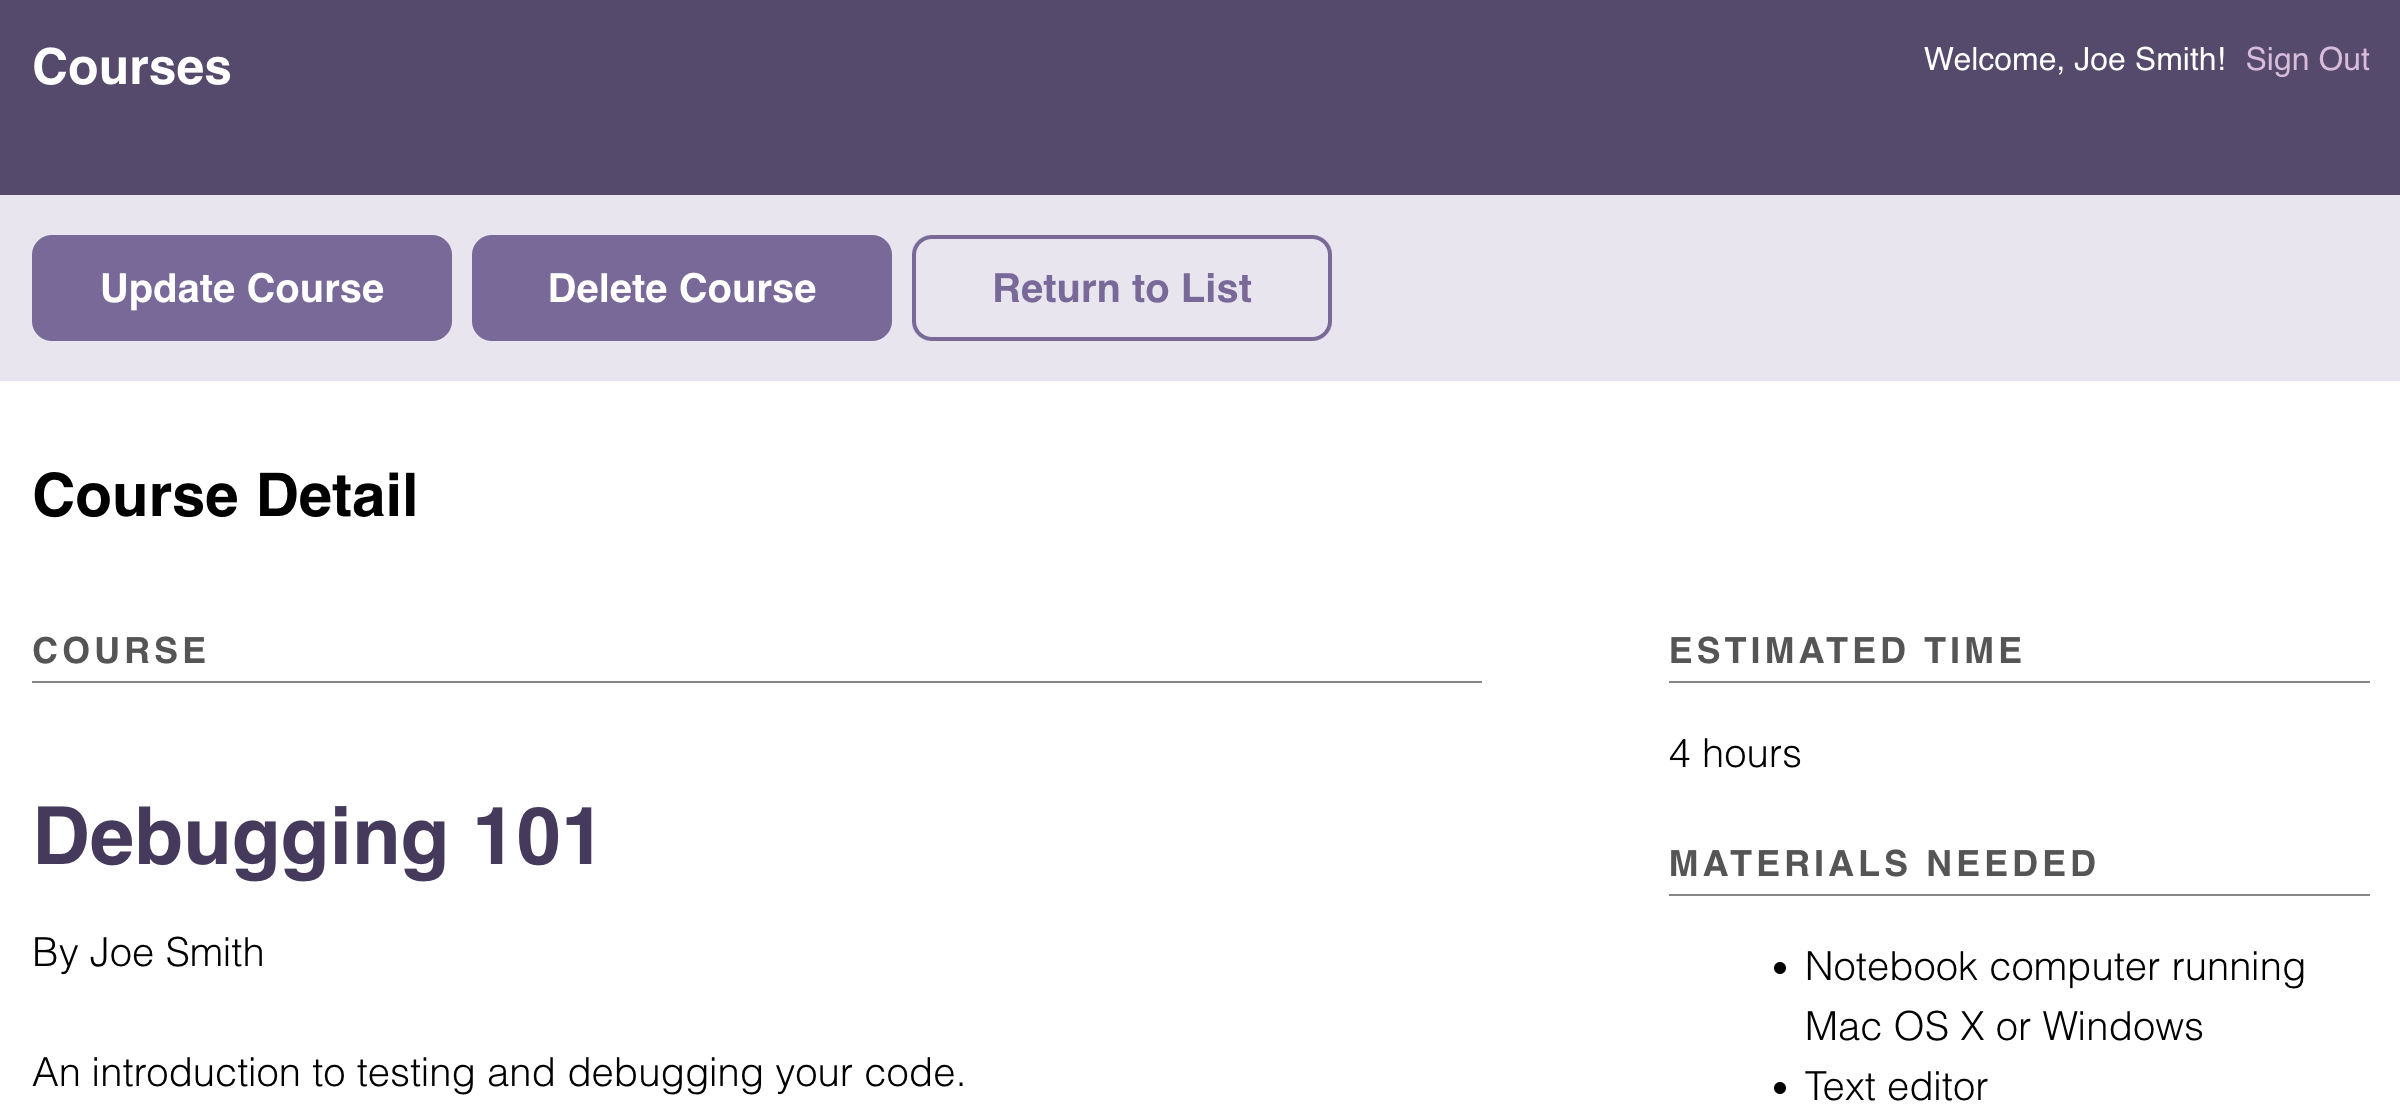 Courses
Welcome, Joe Smith! Sign Out
Update Course
Delete Course
Return to List
Course Detail
COURSE
Debugging 101
By Joe Smith
An introduction to testing and debugging your code.
ESTIMATED TIME
4 hours
MATERIALS NEEDED
• Notebook computer running
Mac OS X or Windows
• Text editor